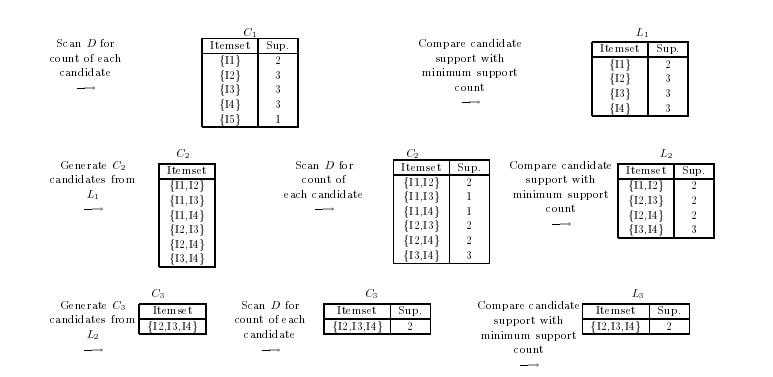 Scan D for
count of each
candidate
→
C1
Itemset Sup.
{I1} 2
{I2} 3
{I3} 3
{I4} 3
{I5} 1
Compare candidate
support with
minimum support
count
→
L1
Itemset Sup.
{I1} 2
{I2} 3
{I3} 3
{I4} 3
Generate C2
candidates from
L1
→
C2
Itemset
{I1,I2}
{I1,I3}
{I1,I4}
{I2,I3}
{I2,I4}
{I3,I4}
Scan D for
count of
each candidate
→
C2
Itemset Sup.
{I1,I2} 2
{I1,I3} 1
{I1,I4} 1
{I2,I3} 2
{I2,I4} 2
{I3,I4} 3
Compare candidate
support with
minimum support
count
→
L2
Itemset Sup.
{I1,I2} 2
{I2,I3} 2
{I2,I4} 2
{I3,I4} 3
Generate C3
candidates from
L2
→
C3
Itemset
{I2,I3,I4}
Scan D for
count of each
candidate
→
C3
Itemset Sup.
{I2,I3,I4} 2
Compare candidate
support with
minimum support
count
→
L3
Itemset Sup.
{I2,I3,I4} 2